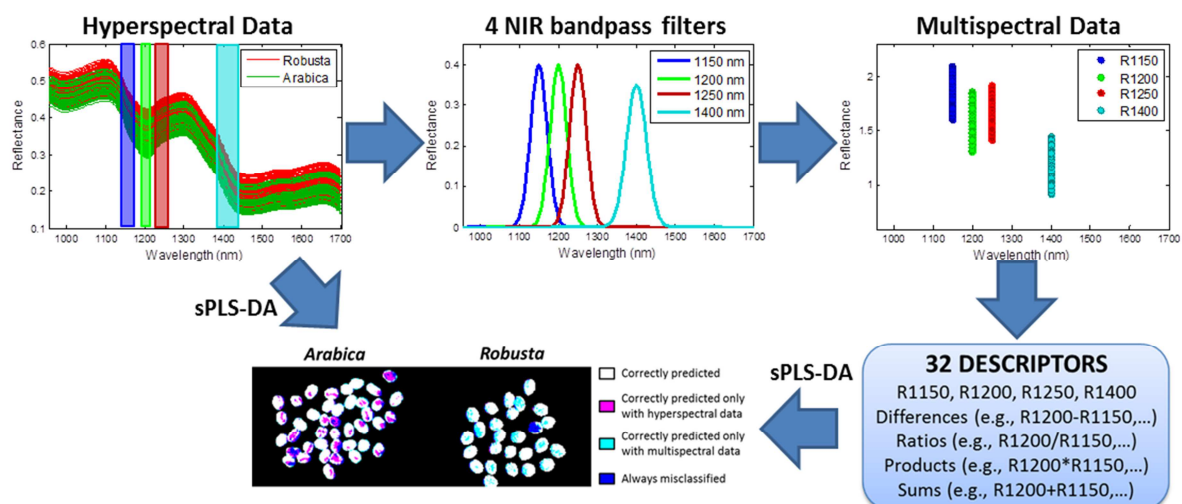 Hyperspectral Data
0.6
0.5
0.4
0.3
0.2
0.1
Reflectance
Robusta
Arabica
1000 1100 1200 1300 1400 1500 1600 1700
Wavelength (nm)
4 NIR bandpass filters
0.4
0.3
0.2
0.1
0
Reflectance
1150 nm
1200 nm
1250 nm
1400 nm
1000 1100 1200 1300 1400 1500 1600 1700
Wavelength (nm)
Multispectral Data
2
1.5
1
Reflectance
R1150
R1200
R1250
R1400
1000 1100 1200 1300 1400 1500 1600 1700
Wavelength (nm)
sPLS-DA
Arabica
Robusta
Correctly predicted
Correctly predicted only
with hyperspectral data
Correctly predicted only
with multispectral data
Always misclassified
sPLS-DA
32 DESCRIPTORS
R1150, R1200, R1250, R1400
Differences (e.g., R1200-R1150,...)
Ratios (e.g., R1200/R1150,...)
Products (e.g., R1200*R1150,...)
Sums (e.g., R1200+R1150,...)